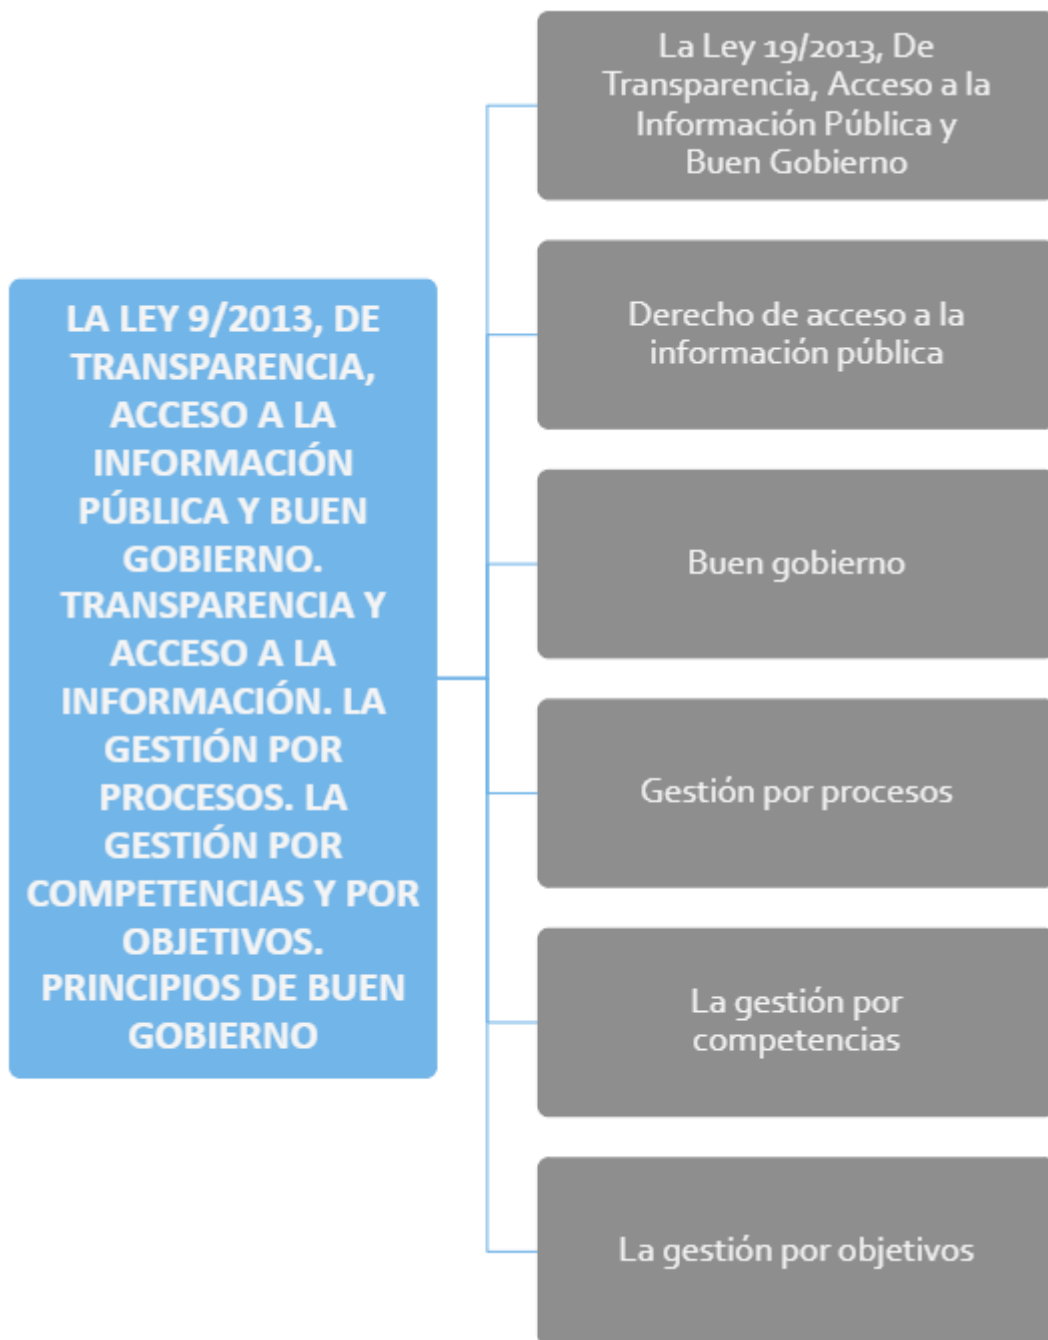 LA LEY 9/2013, DE
TRANSPARENCIA,
ACCESO A LA
INFORMACIÓN
PÚBLICA Y BUEN
GOBIERNO.
TRANSPARENCIA Y
ACCESO A LA
INFORMACIÓN. LA
GESTIÓN POR
PROCESOS. LA
GESTIÓN POR
COMPETENCIAS Y POR
OBJETIVOS.
PRINCIPIOS DE BUEN
GOBIERNO
La Ley 19/2013, De
Transparencia, Acceso a la
Información Pública y
Buen Gobierno
Derecho de acceso a la
información pública
Buen gobierno
Gestión por procesos
La gestión por
competencias
La gestión por objetivos